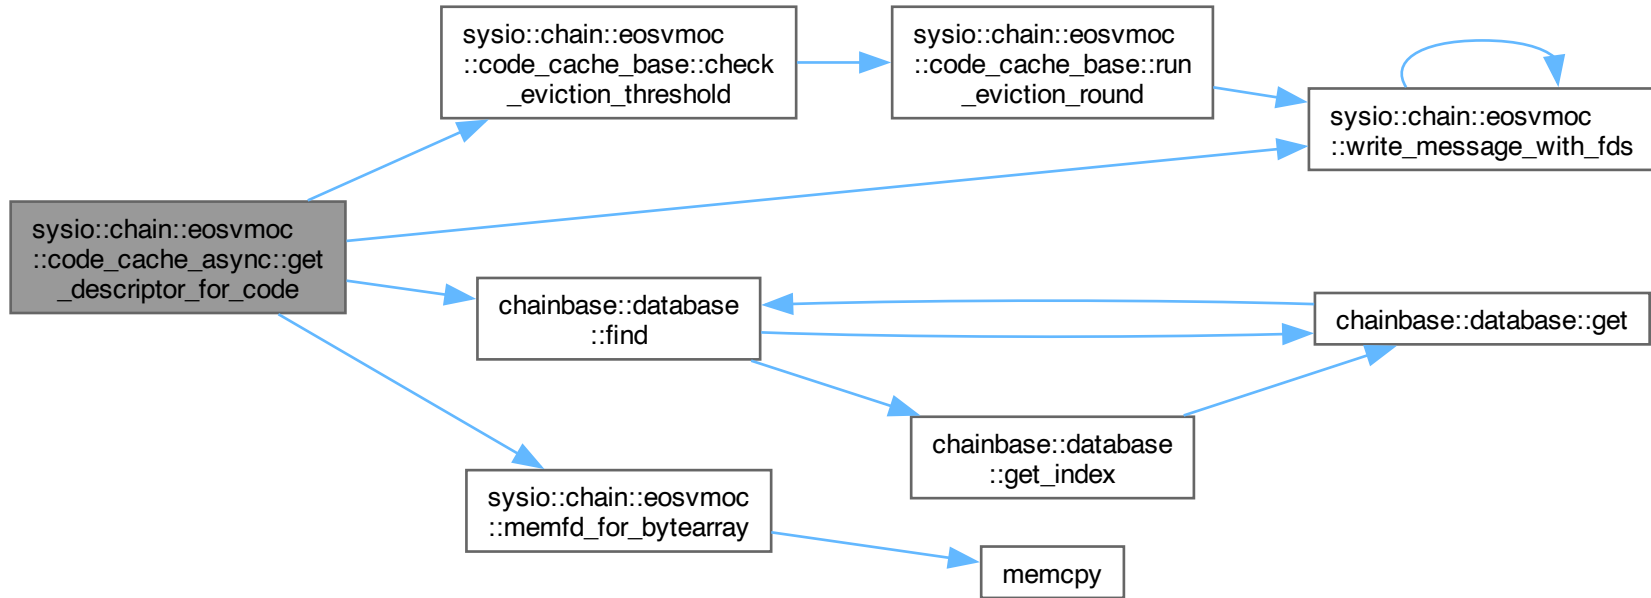 sysio::chain::eosvmoc
::code_cache_base::check
_eviction_threshold
sysio::chain::eosvmoc
::code_cache_base::run
_eviction_round
sysio::chain::eosvmoc
::write_message_with_fds
sysio::chain::eosvmoc
::code_cache_async::get
_descriptor_for_code
chainbase::database
::find
chainbase::database::get
chainbase::database
::get_index
sysio::chain::eosvmoc
::memfd_for_bytearray
memcpy